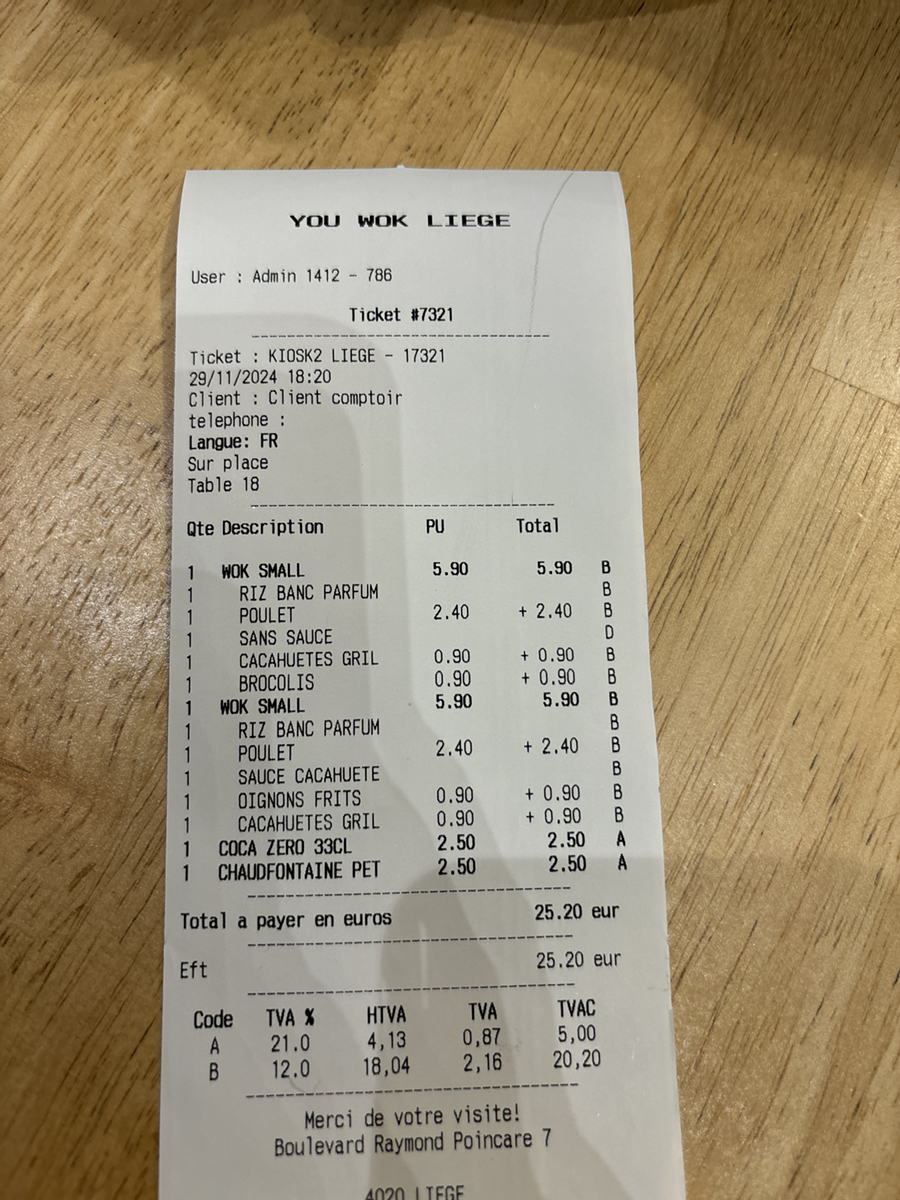 YOU WOK LIEGE
User : Admin 1412 - 786
Ticket #7321
Ticket : KIOSK2 LIEGE - 17321
29/11/2024 18:20
Client : Client comptoir
telephone :
Langue: FR
Sur place
Table 18
Qte Description PU Total
1 WOK SMALL 5.90 5.90 B
1 RIZ BANC PARFUM B
1 POULET 2.40 + 2.40 B
1 SANS SAUCE D
1 CACAHUETES GRIL 0.90 + 0.90 B
1 BROCOLIS 0.90 + 0.90 B
1 WOK SMALL 5.90 5.90 B
1 RIZ BANC PARFUM B
1 POULET 2.40 + 2.40 B
1 SAUCE CACAHUETE B
1 OIGNONS FRITS 0.90 + 0.90 B
1 CACAHUETES GRIL 0.90 + 0.90 B
1 COCA ZERO 33CL 2.50 2.50 A
1 CHAUDFONTAINE PET 2.50 2.50 A
Total a payer en euros 25.20 eur
Eft 25.20 eur
Code TVA % HTVA TVA TVAC
A 21.0 4,13 0,87 5,00
B 12.0 18,04 2,16 20,20
Merci de votre visite!
Boulevard Raymond Poincare 7
4020 LIEGE